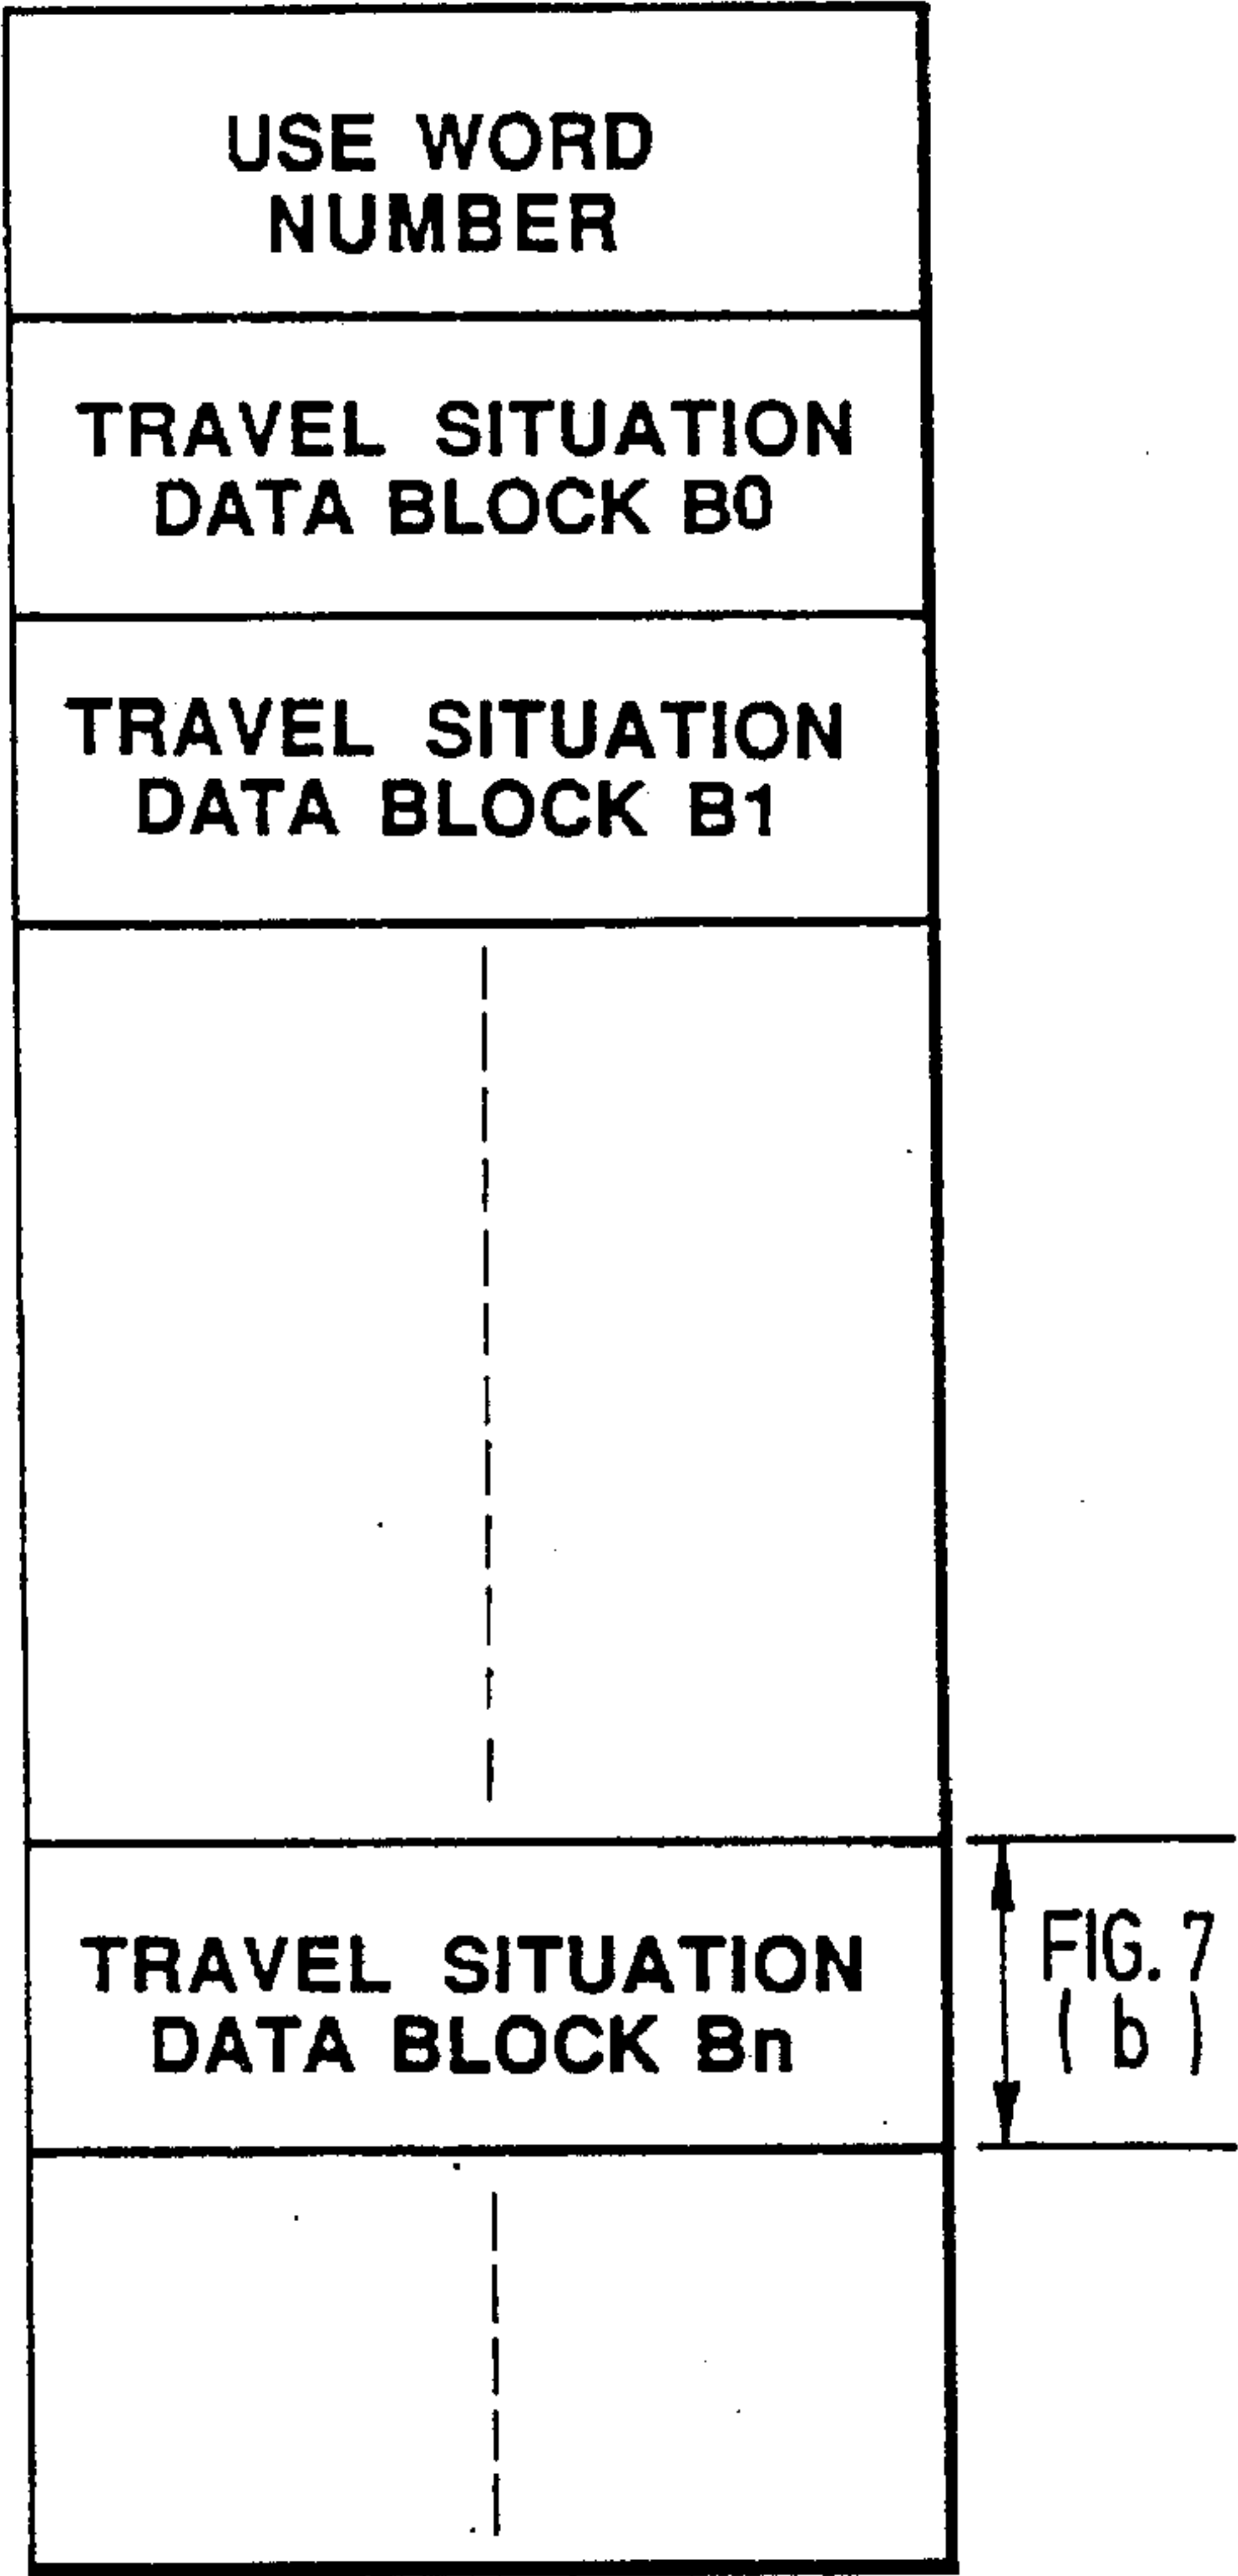 USE WORD
NUMBER
TRAVEL SITUATION
DATA BLOCK B0
TRAVEL SITUATION
DATA BLOCK B1
TRAVEL SITUATION
DATA BLOCK Bn
FIG. 7
( b )